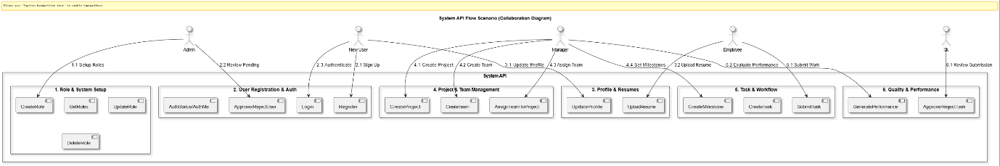 Please use '!option handwritten true' to enable handwritten
System API Flow Scenario (Collaboration Diagram)
Admin
New User
Manager
Employee
QA
1.1 Setup Roles
2.2 Review Pending
2.3 Authenticate
2.1 Sign Up
4.1 Create Project
4.2 Create Team
3.1 Update Profile
4.3 Assign Team
4.4 Set Milestones
3.2 Upload Resume
6.2 Evaluate Performance
5.1 Submit Work
6.1 Review Submission
System API
1. Role & System Setup
2. User Registration & Auth
4. Project & Team Management
3. Profile & Resumes
5. Task & Workflow
6. Quality & Performance
CreateRole
GetRoles
UpdateRole
AuthStatus/AuthMe
Approve/RejectUser
Login
Register
CreateProject
CreateTeam
AssignTeamToProject
UpdateProfile
UploadResume
CreateMilestone
CreateTask
SubmitTask
GeneratePerformance
Approve/RejectTask
DeleteRole